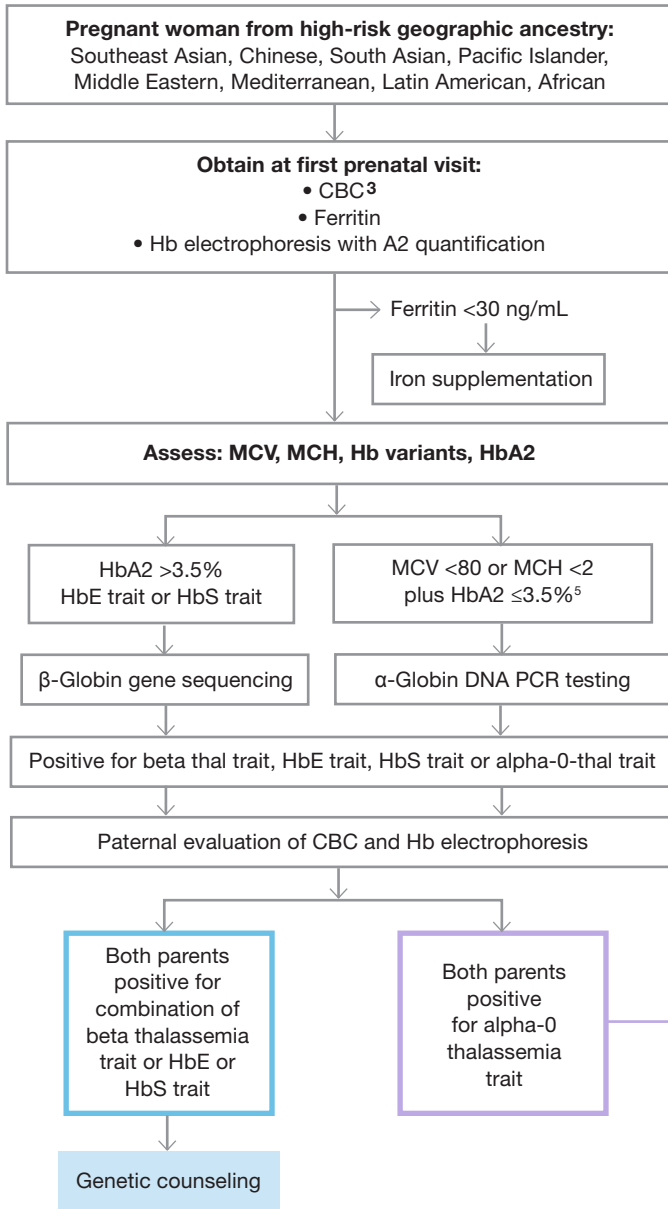 Pregnant woman from high-risk geographic ancestry:
Southeast Asian, Chinese, South Asian, Pacific Islander,
Middle Eastern, Mediterranean, Latin American, African
Obtain at first prenatal visit:
• CBC³
• Ferritin
• Hb electrophoresis with A2 quantification
Ferritin <30 ng/mL
Iron supplementation
Assess: MCV, MCH, Hb variants, HbA2
HbA2 >3.5%
HbE trait or HbS trait
MCV <80 or MCH <2
plus HbA2 ≤3.5%⁵
β-Globin gene sequencing
α-Globin DNA PCR testing
Positive for beta thal trait, HbE trait, HbS trait or alpha-0-thal trait
Paternal evaluation of CBC and Hb electrophoresis
Both parents
positive for
combination of
beta thalassemia
trait or HbE or
HbS trait
Both parents
positive
for alpha-0
thalassemia
trait
Genetic counseling